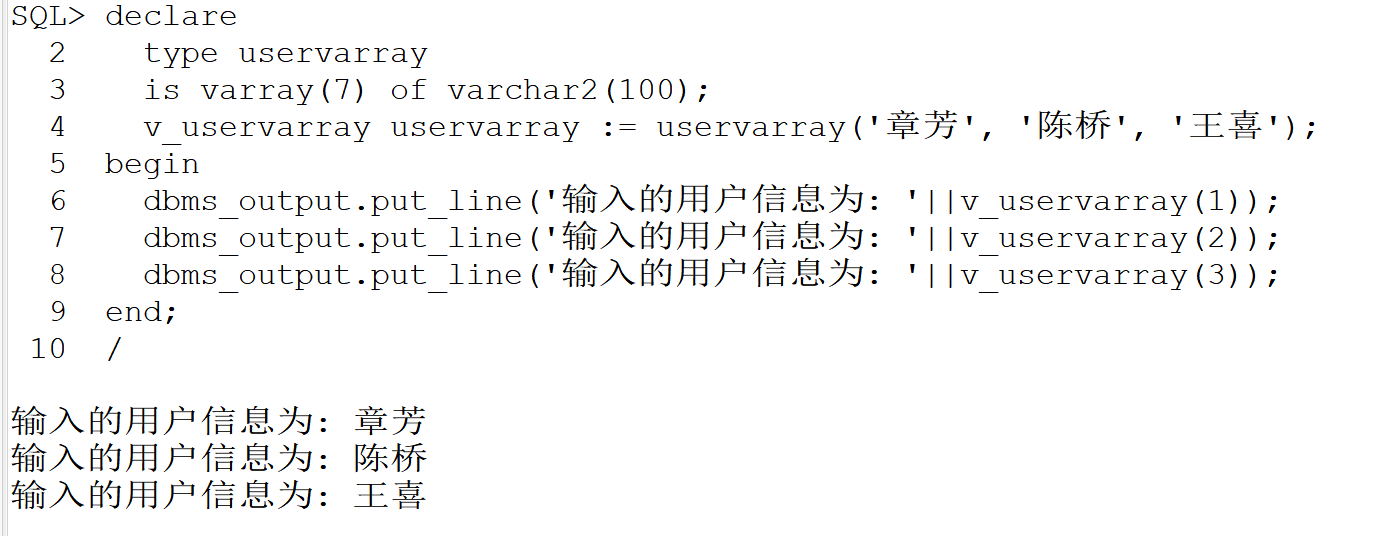 SQL> declare
2 type uservarray
3 is varray(7) of varchar2(100);
4 v_uservarray uservarray := uservarray('章芳', '陈桥', '王喜');
5 begin
6 dbms_output.put_line('输入的用户信息为: '||v_uservarray(1));
7 dbms_output.put_line('输入的用户信息为: '||v_uservarray(2));
8 dbms_output.put_line('输入的用户信息为: '||v_uservarray(3));
9 end;
10 /
输入的用户信息为: 章芳
输入的用户信息为: 陈桥
输入的用户信息为: 王喜